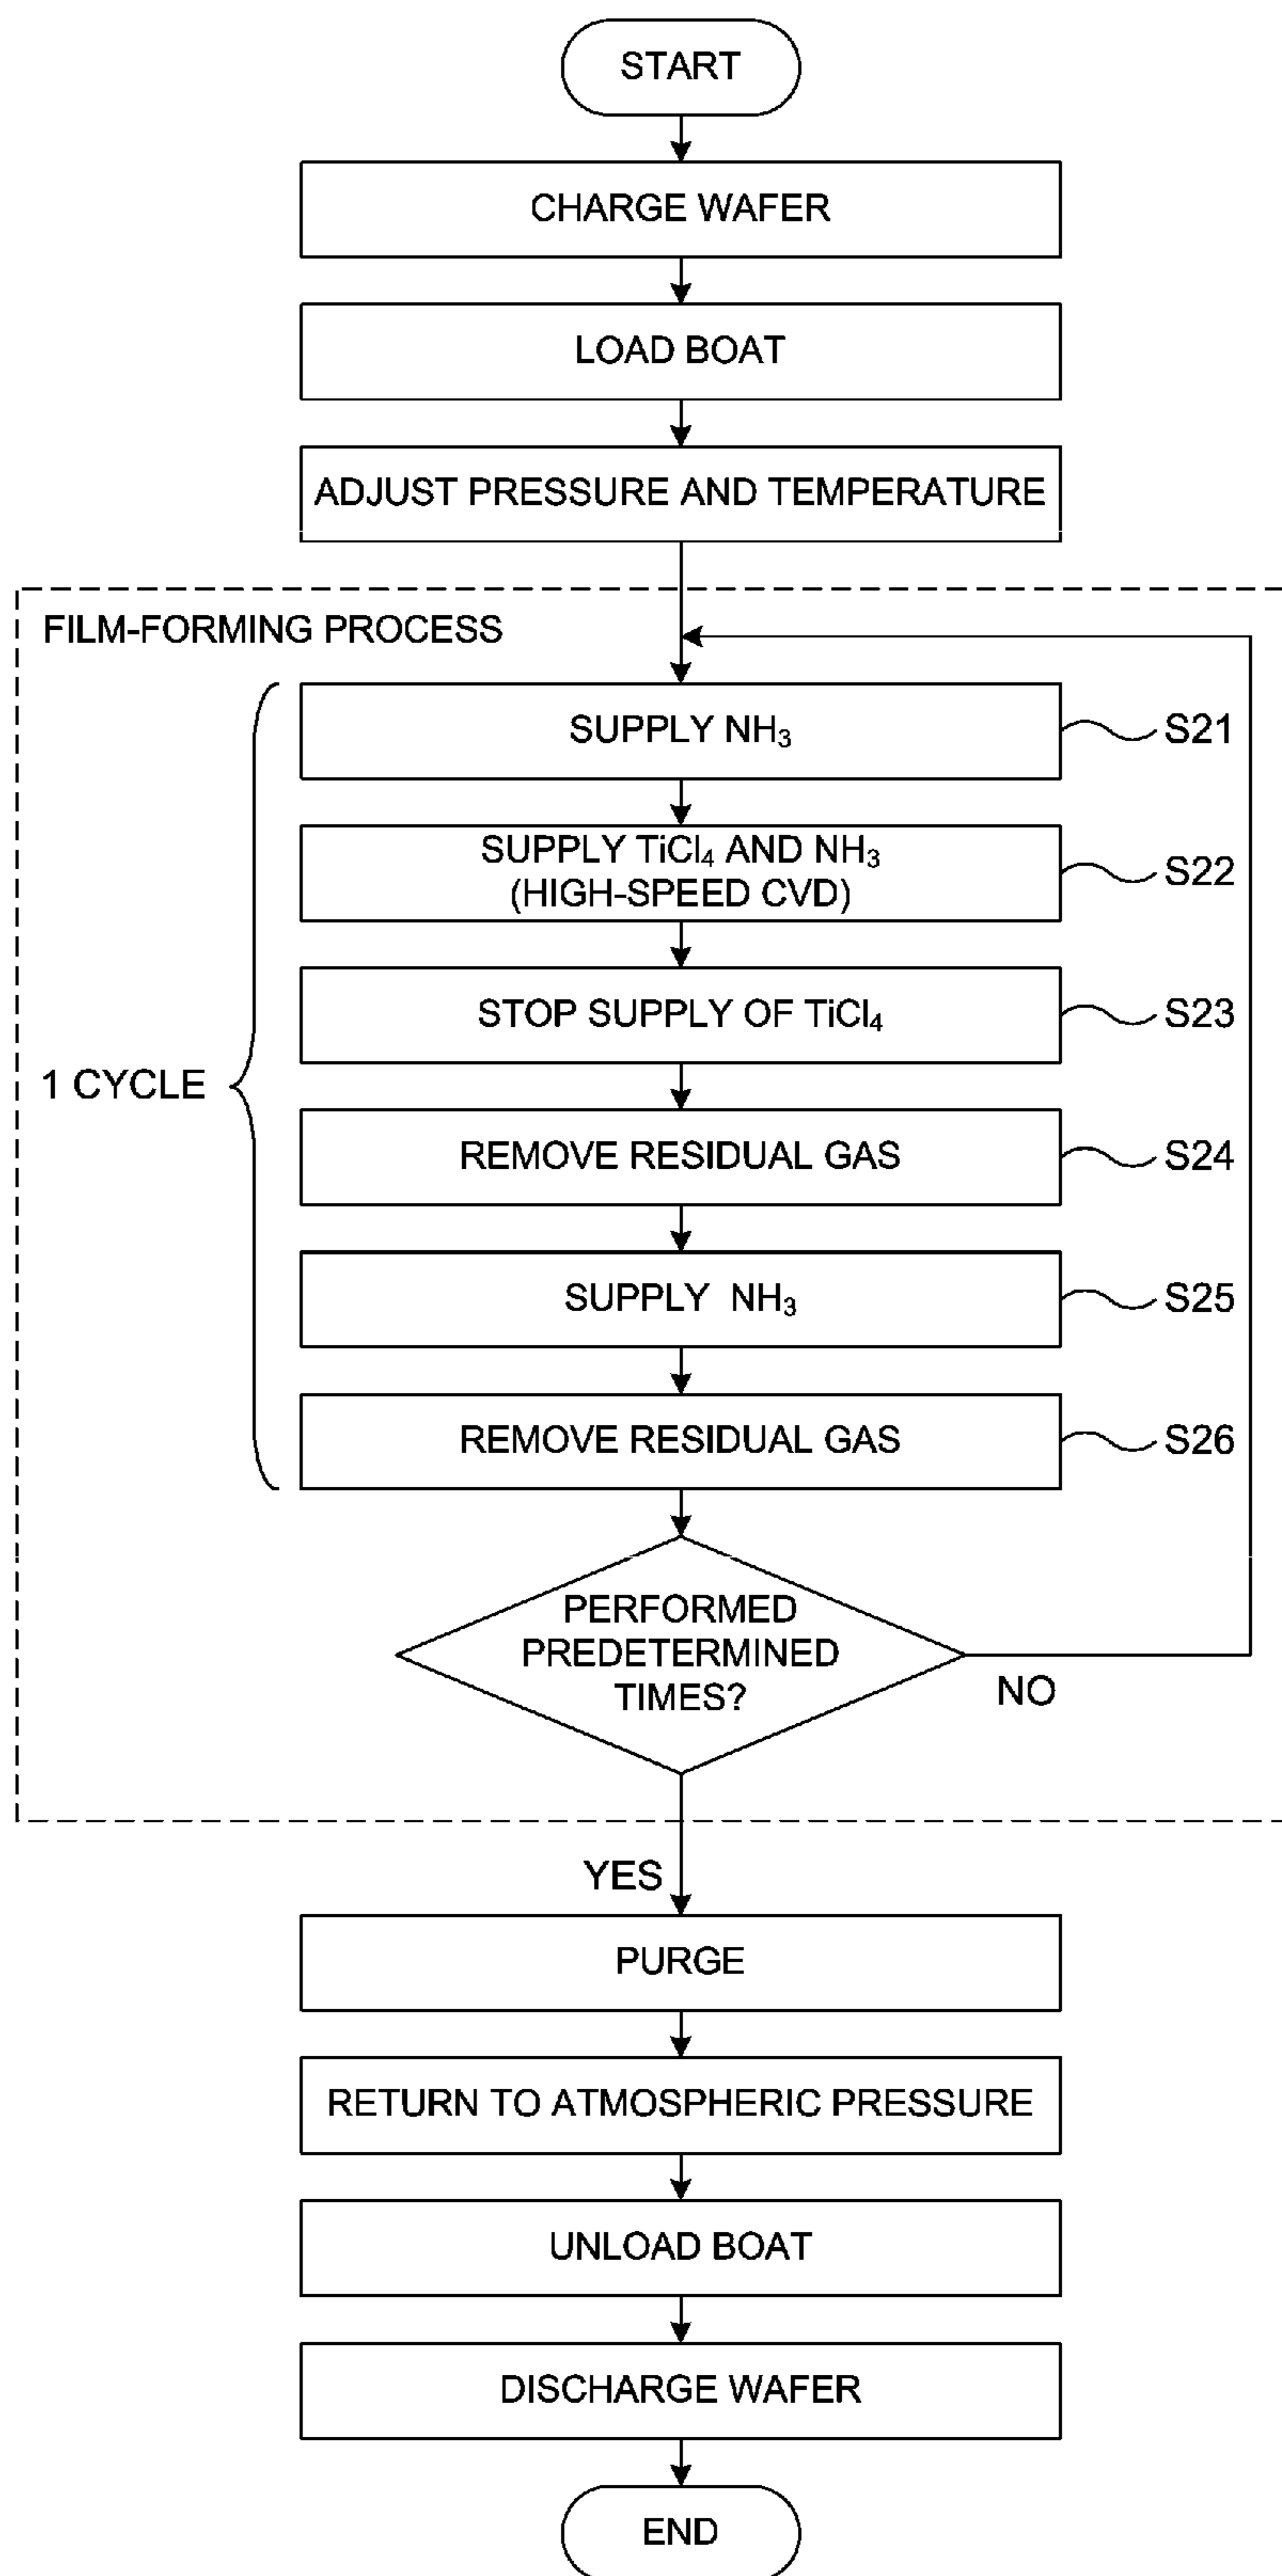 START
CHARGE WAFER
LOAD BOAT
ADJUST PRESSURE AND TEMPERATURE
FILM-FORMING PROCESS
SUPPLY NH₃
S21
SUPPLY TiCl₄ AND NH₃
(HIGH-SPEED CVD)
S22
STOP SUPPLY OF TiCl₄
S23
1 CYCLE
REMOVE RESIDUAL GAS
S24
SUPPLY NH₃
S25
REMOVE RESIDUAL GAS
S26
PERFORMED
PREDETERMINED
TIMES?
NO
YES
PURGE
RETURN TO ATMOSPHERIC PRESSURE
UNLOAD BOAT
DISCHARGE WAFER
END